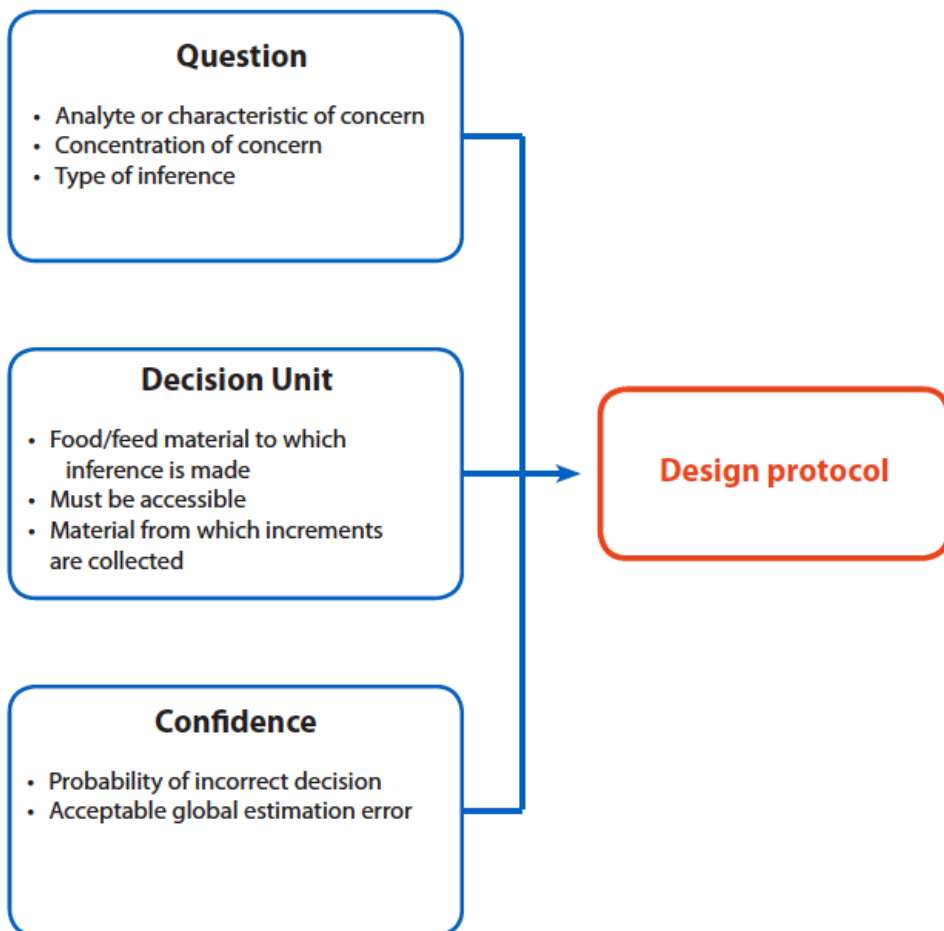 Question
• Analyte or characteristic of concern
• Concentration of concern
• Type of inference
Decision Unit
• Food/feed material to which
inference is made
• Must be accessible
• Material from which increments
are collected
Design protocol
Confidence
• Probability of incorrect decision
• Acceptable global estimation error